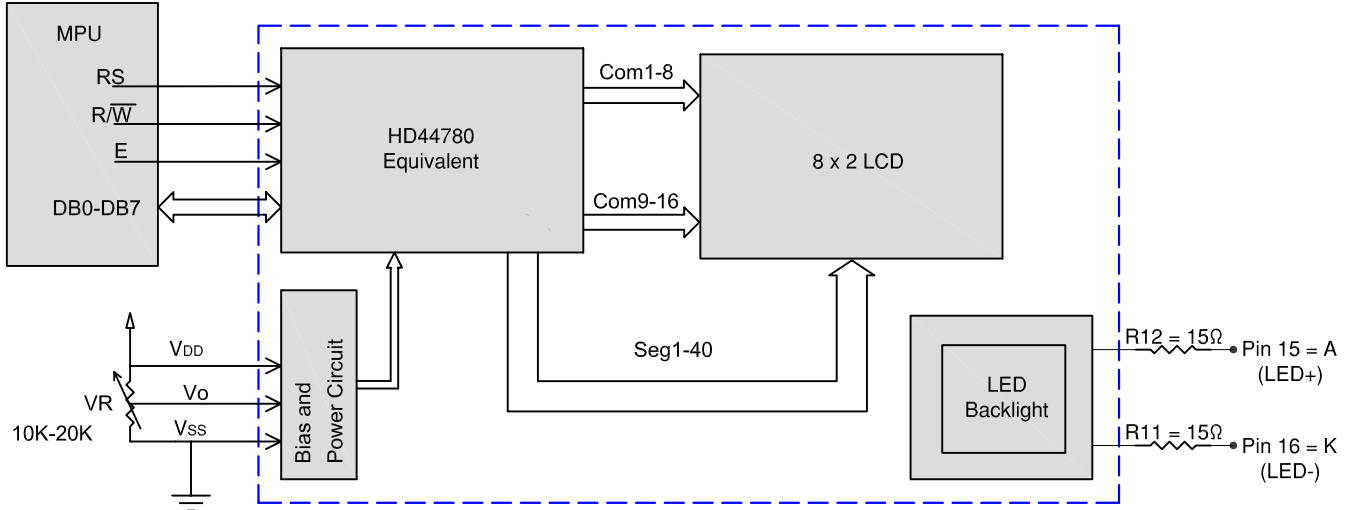 MPU
RS
R/W̅
E
DB0-DB7
HD44780
Equivalent
Com1-8
Com9-16
8 x 2 LCD
Seg1-40
VDD
Vo
VSS
VR
10K-20K
Bias and
Power Circuit
LED
Backlight
R12 = 15Ω
Pin 15 = A
(LED+)
R11 = 15Ω
Pin 16 = K
(LED-)